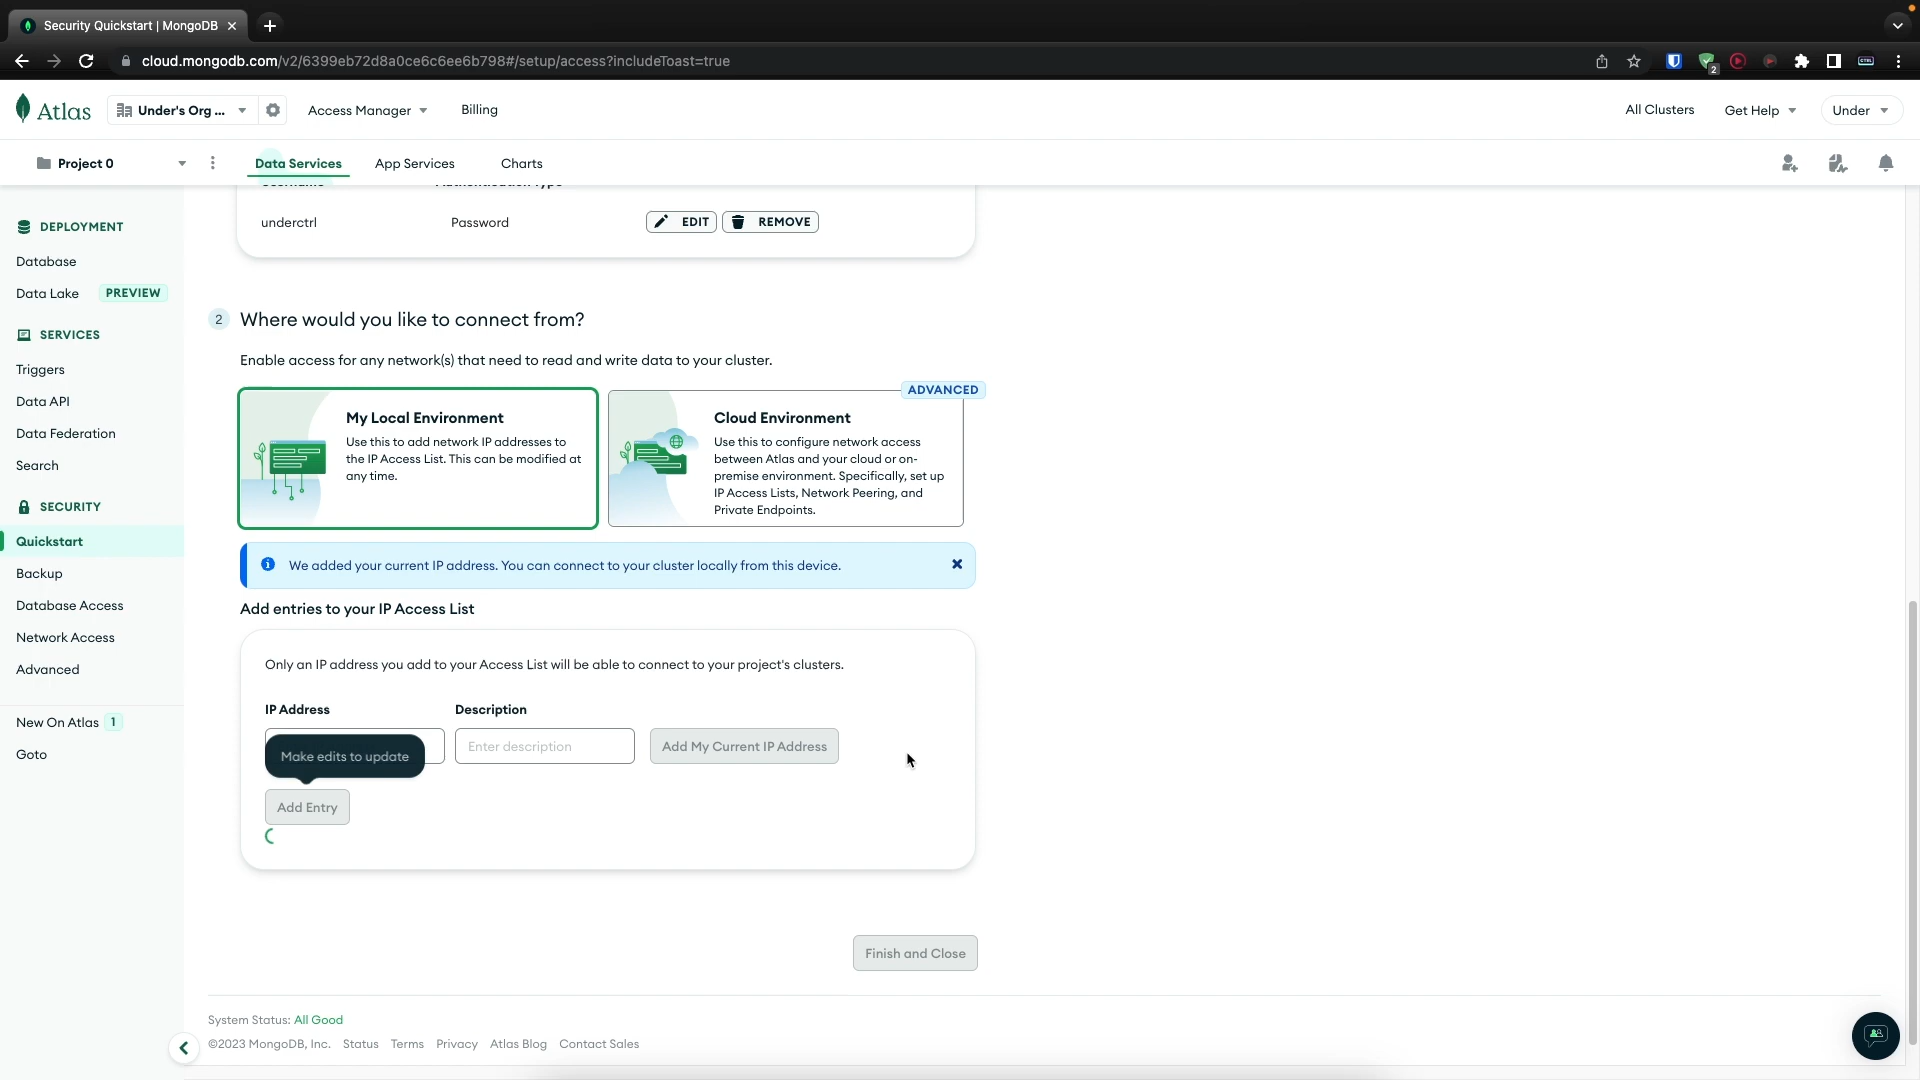 Security Quickstart | MongoDB
cloud.mongodb.com/v2/6399eb72d8a0ce6c6ee6b798#/setup/access?includeToast=true
2
Atlas
Under's Org ...
Access Manager
Billing
All Clusters
Get Help
Under
Project 0
Data Services
App Services
Charts
Username
Authentication Type
underctrl
Password
EDIT
REMOVE
DEPLOYMENT
Database
Data Lake
PREVIEW
SERVICES
Triggers
Data API
Data Federation
Search
SECURITY
Quickstart
Backup
Database Access
Network Access
Advanced
New On Atlas 1
Goto
2 Where would you like to connect from?
Enable access for any network(s) that need to read and write data to your cluster.
My Local Environment
Use this to add network IP addresses to
the IP Access List. This can be modified at
any time.
ADVANCED
Cloud Environment
Use this to configure network access
between Atlas and your cloud or on-
premise environment. Specifically, set up
IP Access Lists, Network Peering, and
Private Endpoints.
We added your current IP address. You can connect to your cluster locally from this device.
Add entries to your IP Access List
Only an IP address you add to your Access List will be able to connect to your project's clusters.
IP Address
Description
Enter description
Add My Current IP Address
Make edits to update
Add Entry
Finish and Close
System Status: All Good
©2023 MongoDB, Inc. Status Terms Privacy Atlas Blog Contact Sales